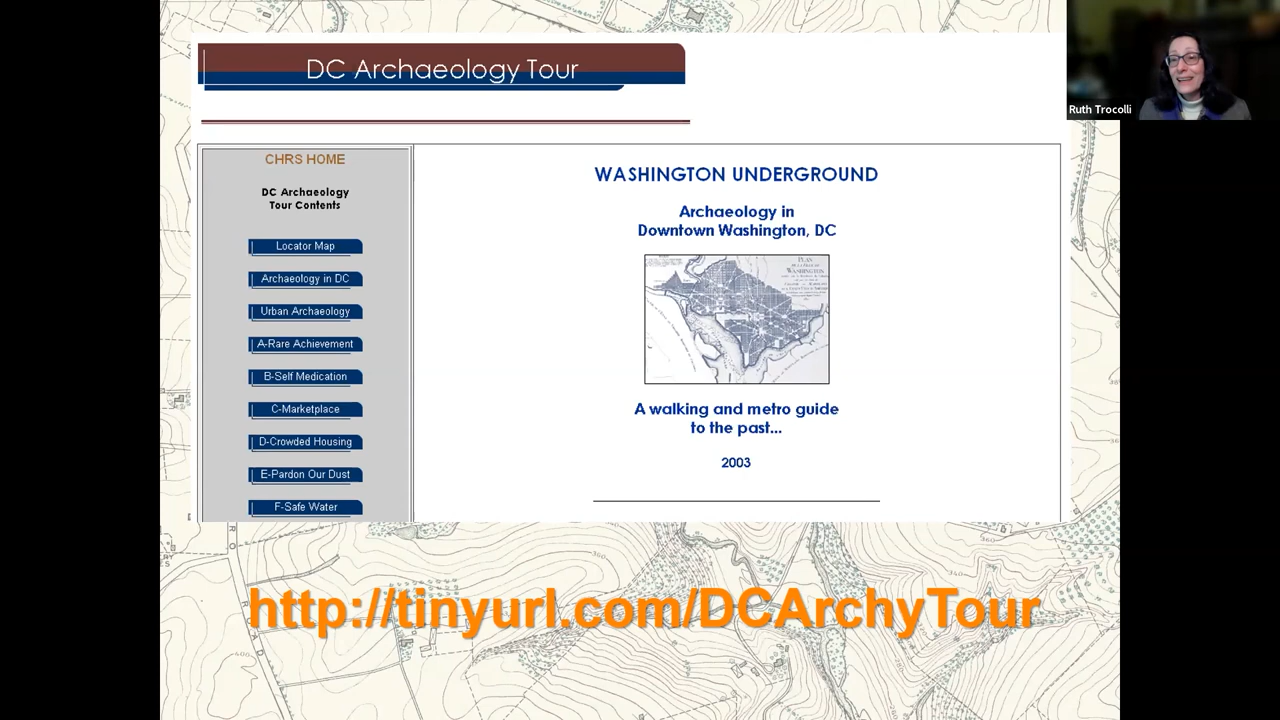 DC Archaeology Tour
Ruth Trocolli
CHRS HOME
DC Archaeology
Tour Contents
Locator Map
Archaeology in DC
Urban Archaeology
A-Rare Achievement
B-Self Medication
C-Marketplace
D-Crowded Housing
E-Pardon Our Dust
F-Safe Water
WASHINGTON UNDERGROUND
Archaeology in
Downtown Washington, DC
PLAN
WASHINGTON
A walking and metro guide
to the past...
2003
http://tinyurl.com/DCArchyTour